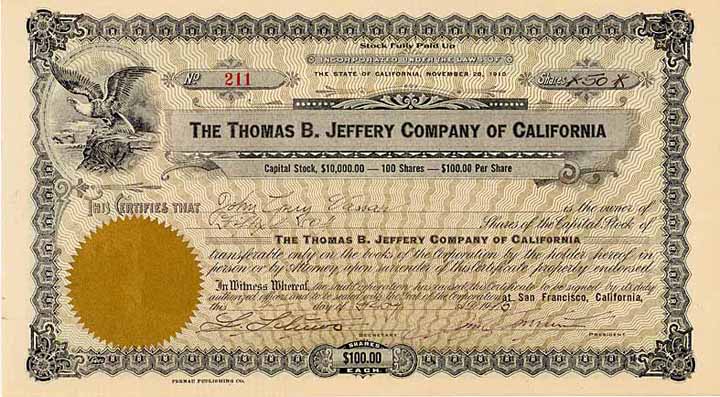 Stock Fully Paid Up
INCORPORATED UNDER THE LAWS OF
THE STATE OF CALIFORNIA, NOVEMBER 28, 1913
No 211
Shares * 50 *
THE THOMAS B. JEFFERY COMPANY OF CALIFORNIA
Capital Stock, $10,000.00 — 100 Shares — $100.00 Per Share
THIS CERTIFIES THAT John is the owner of
Fifty (50) Shares of the Capital Stock of
THE THOMAS B. JEFFERY COMPANY OF CALIFORNIA
transferable only on the books of the Corporation by the holder hereof in
person or by Attorney, upon surrender of this Certificate properly endorsed.
In Witness Whereof, the said Corporation has caused this Certificate to be signed by its duly
authorized officers and to be sealed with the Seal of the Corporation at San Francisco, California,
day of
SECRETARY
PRESIDENT
SHARES
$100.00
EACH
PERNAU PUBLISHING CO.